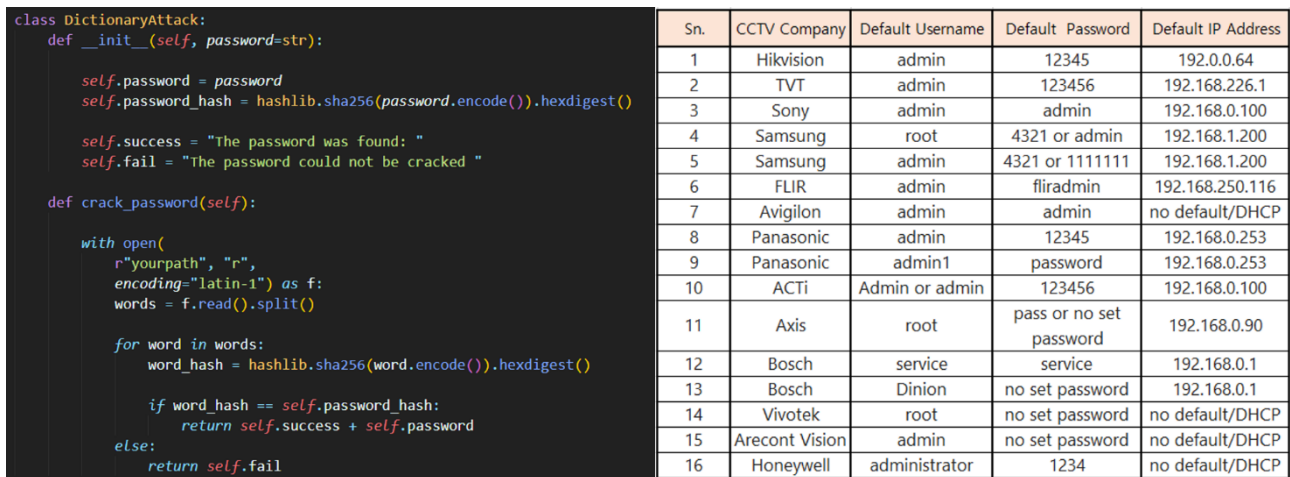 class DictionaryAttack:
def __init__(self, password=str):
self.password = password
self.password_hash = hashlib.sha256(password.encode()).hexdigest()
self.success = "The password was found: "
self.fail = "The password could not be cracked "
def crack_password(self):
with open(
r"yourpath", "r",
encoding="latin-1") as f:
words = f.read().split()
for word in words:
word_hash = hashlib.sha256(word.encode()).hexdigest()
if word_hash == self.password_hash:
return self.success + self.password
else:
return self.fail
Sn. CCTV Company Default Username Default Password Default IP Address
1 Hikvision admin 12345 192.0.0.64
2 TVT admin 123456 192.168.226.1
3 Sony admin admin 192.168.0.100
4 Samsung root 4321 or admin 192.168.1.200
5 Samsung admin 4321 or 1111111 192.168.1.200
6 FLIR admin fliradmin 192.168.250.116
7 Avigilon admin admin no default/DHCP
8 Panasonic admin 12345 192.168.0.253
9 Panasonic admin1 password 192.168.0.253
10 ACTi Admin or admin 123456 192.168.0.100
11 Axis root pass or no set password 192.168.0.90
12 Bosch service service 192.168.0.1
13 Bosch Dinion no set password 192.168.0.1
14 Vivotek root no set password no default/DHCP
15 Arecont Vision admin no set password no default/DHCP
16 Honeywell administrator 1234 no default/DHCP